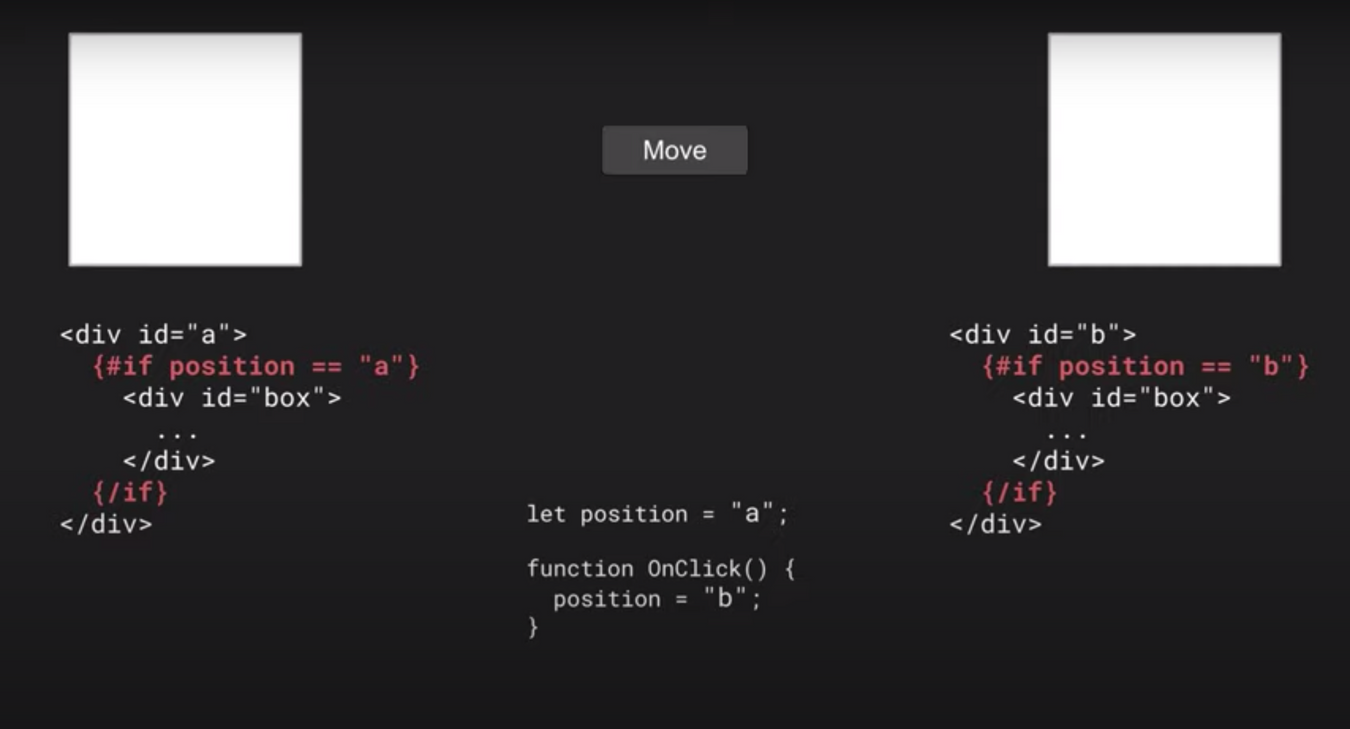 Move
<div id="a">
{#if position == "a"}
<div id="box">
...
</div>
{/if}
</div>
let position = "a";
function OnClick() {
position = "b";
}
<div id="b">
{#if position == "b"}
<div id="box">
...
</div>
{/if}
</div>